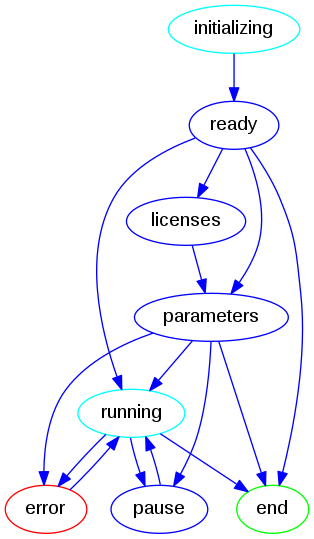 initializing
ready
licenses
parameters
running
error
pause
end